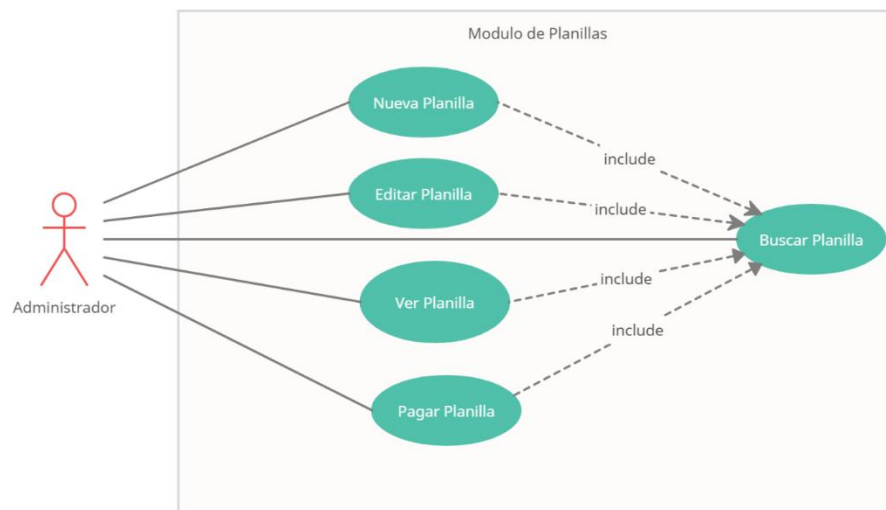 Modulo de Planillas
Nueva Planilla
include
Editar Planilla
include
Buscar Planilla
Ver Planilla
include
Administrador
include
Pagar Planilla